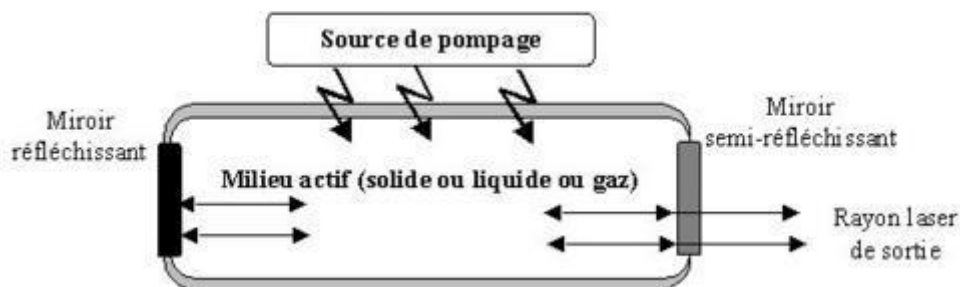 Source de pompage
Miroir
réfléchissant
Miroir
semi-réfléchissant
Milieu actif (solide ou liquide ou gaz)
Rayon laser
de sortie